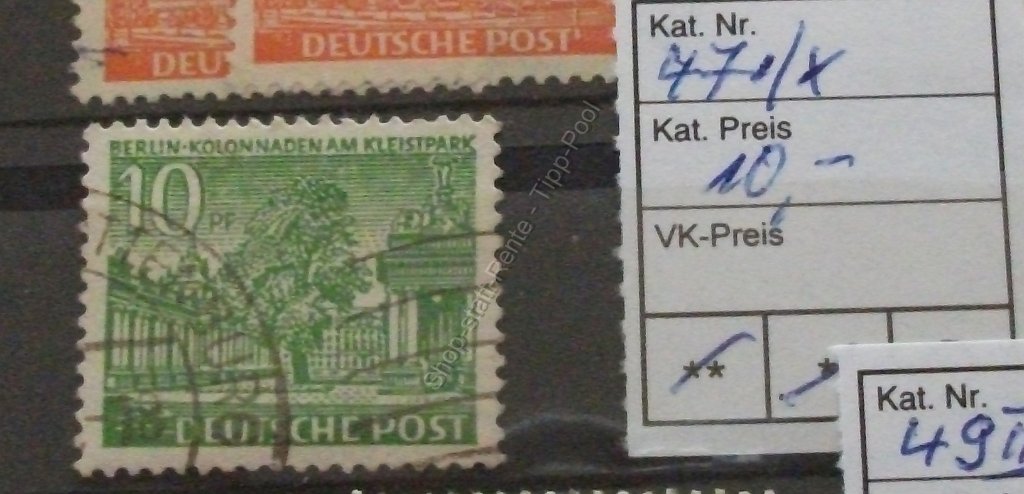 DEU
DEUTSCHE POST
BERLIN-KOLONNADEN AM KLEISTPARK
10
PF
DEUTSCHE POST
Shop-statt-Rente - Tipp-Pool
Kat. Nr.
Kat. Preis
10,-
VK-Preis
**
*
Kat. Nr.
49